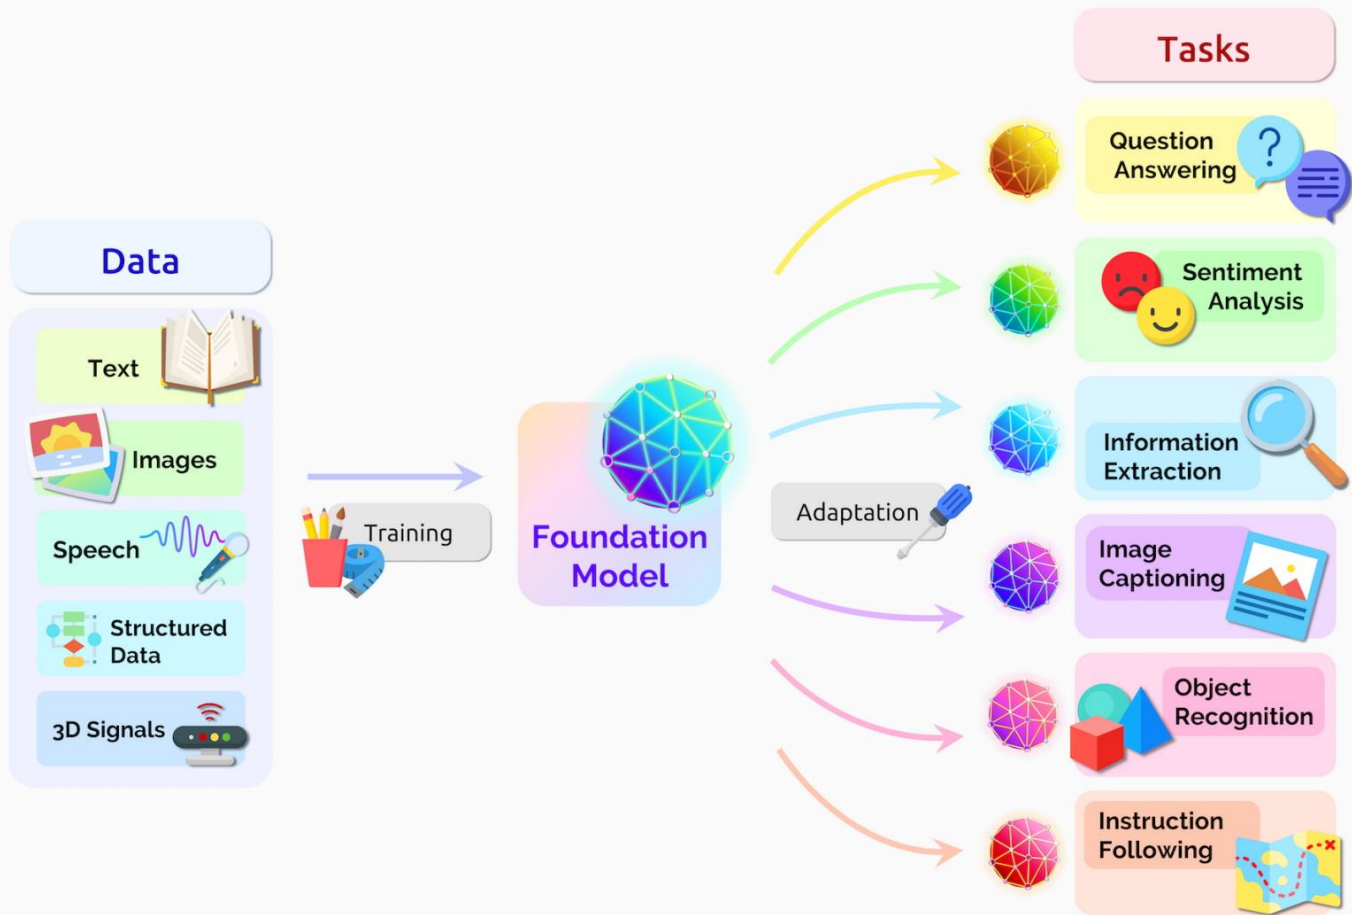 Data
Text
Images
Speech
Structured
Data
3D Signals
Training
Foundation
Model
Adaptation
Tasks
Question
Answering
?
Sentiment
Analysis
Information
Extraction
Image
Captioning
Object
Recognition
Instruction
Following